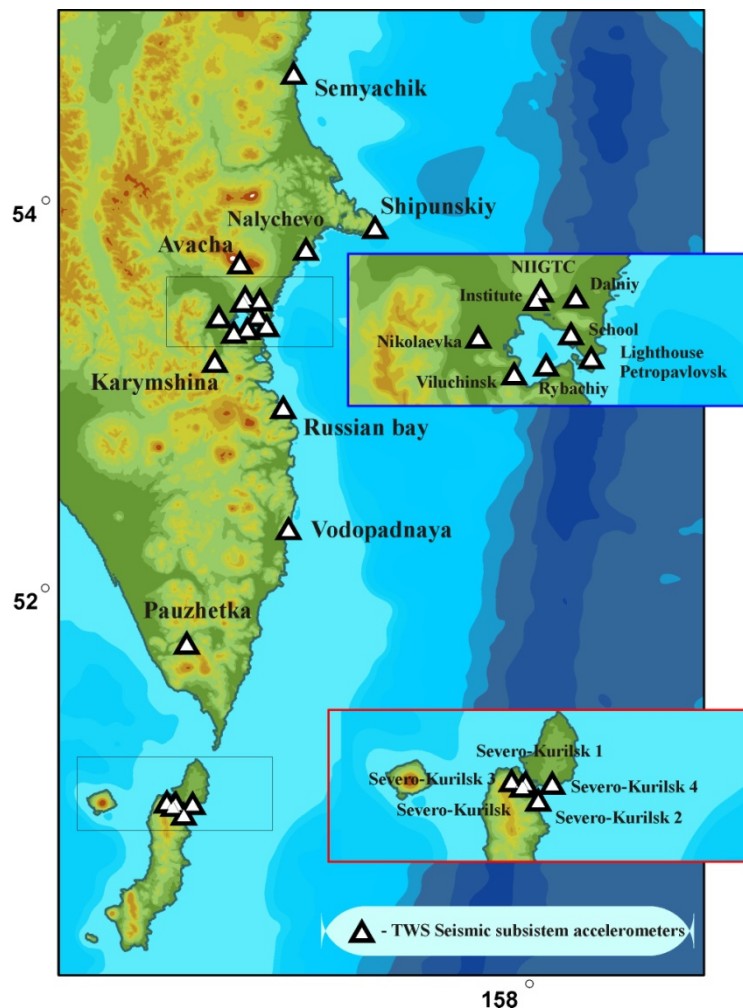 Semyachik
54 °
Shipunskiy
Nalychevo
Avacha
NIIGTC
Institute
Dalniy
Nikolaevka
School
Lighthouse
Petropavlovsk
Viluchinsk
Rybachiy
Karymshina
Russian bay
Vodopadnaya
52 °
Pauzhetka
Severo-Kurilsk 1
Severo-Kurilsk 3
Severo-Kurilsk 4
Severo-Kurilsk
Severo-Kurilsk 2
- TWS Seismic subsistem accelerometers
158 °